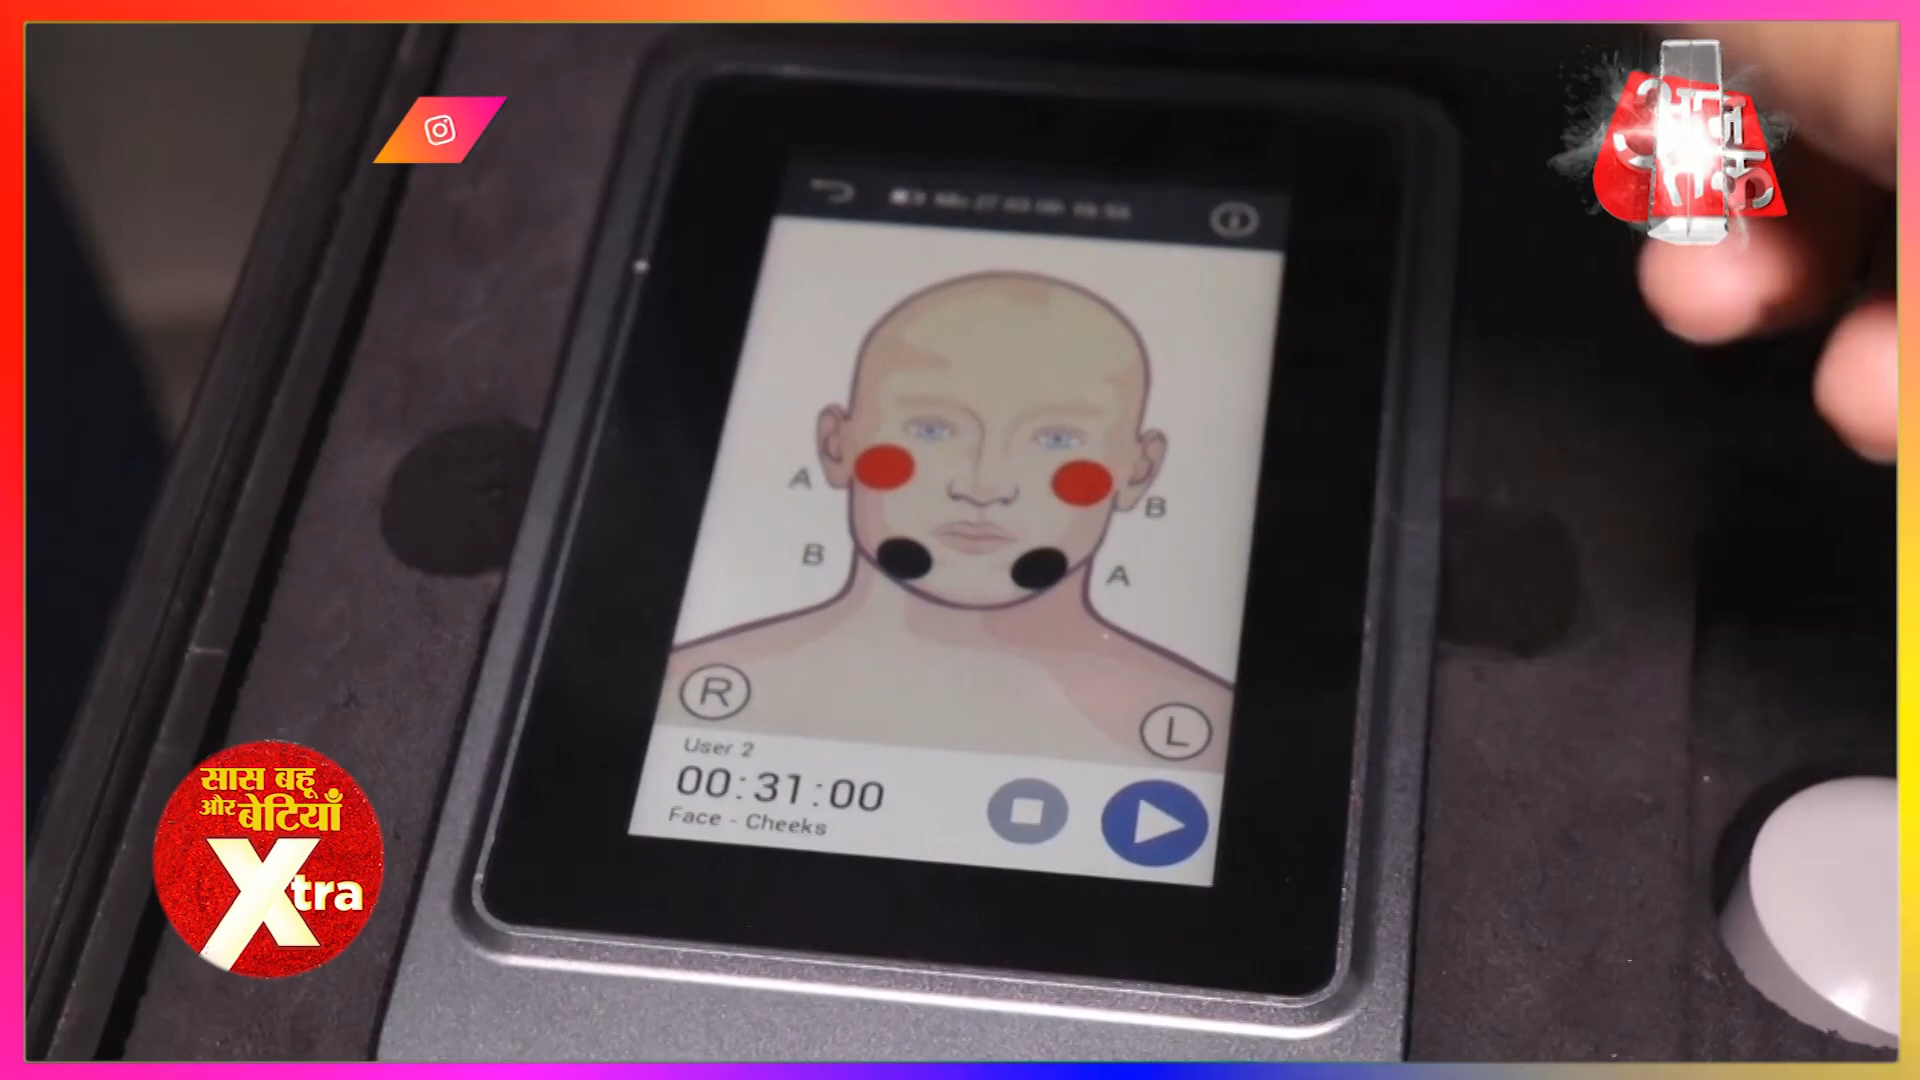 A
B
B
A
R
L
User 2
00:31:00
Face - Cheeks
सास बहू
और बेटियाँ
Xtra